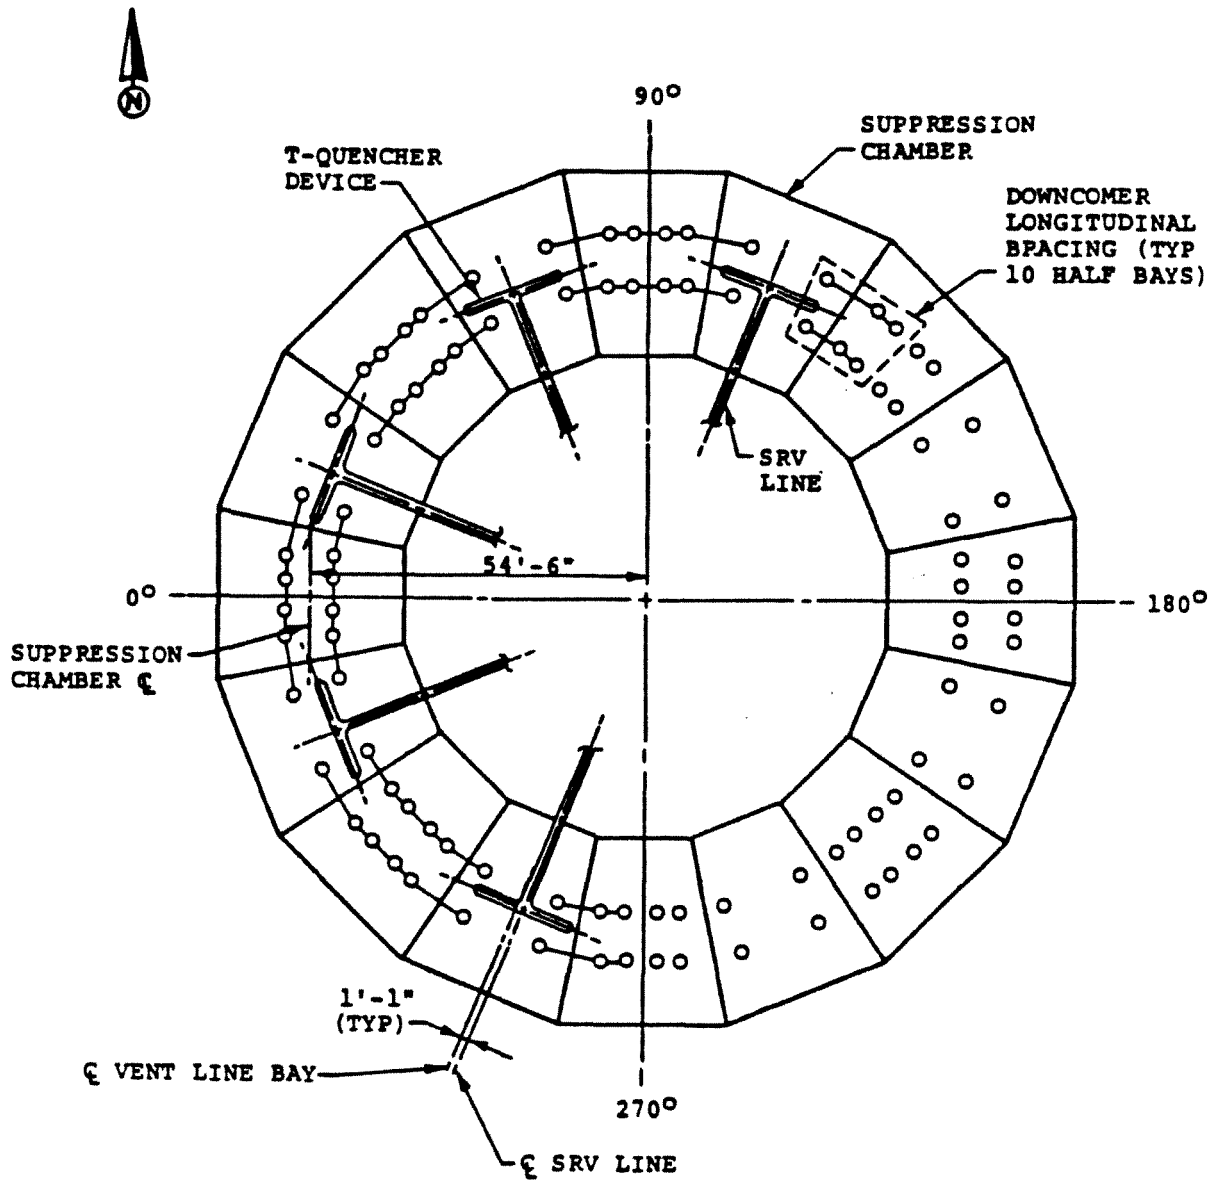 N
90°
SUPPRESSION
CHAMBER
T-QUENCHER
DEVICE
DOWNCOMER
LONGITUDINAL
BPACING (TYP
10 HALF BAYS)
SRV
LINE
54'-6"
0°
180°
SUPPRESSION
CHAMBER ℄
1'-1"
(TYP)
℄ VENT LINE BAY
270°
℄ SRV LINE